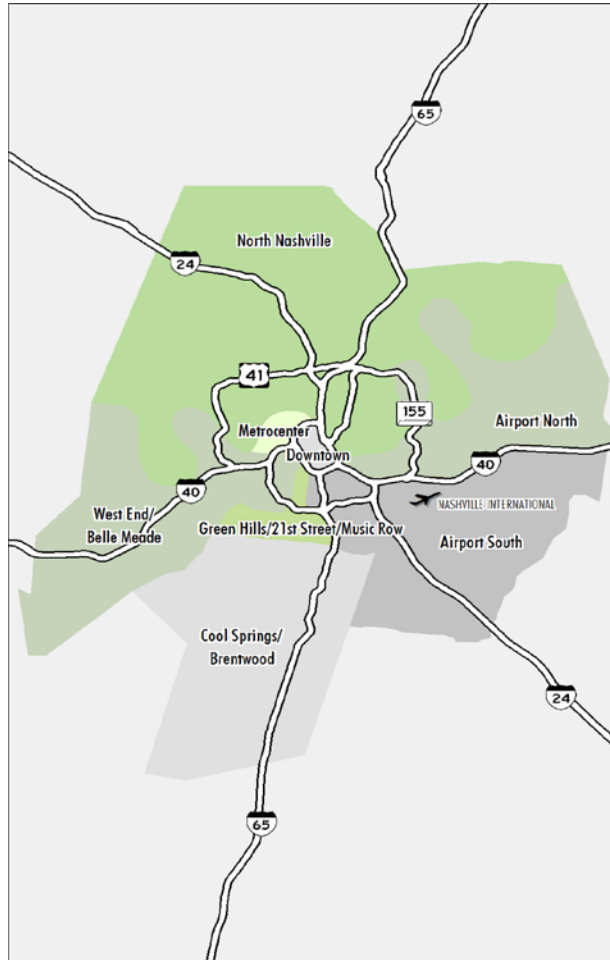 65
North Nashville
24
41
155
Metrocenter
Airport North
Downtown
40
40
NASHVILLE INTERNATIONAL
West End/
Belle Meade
Green Hills/21st Street/Music Row
Airport South
Cool Springs/
Brentwood
24
65